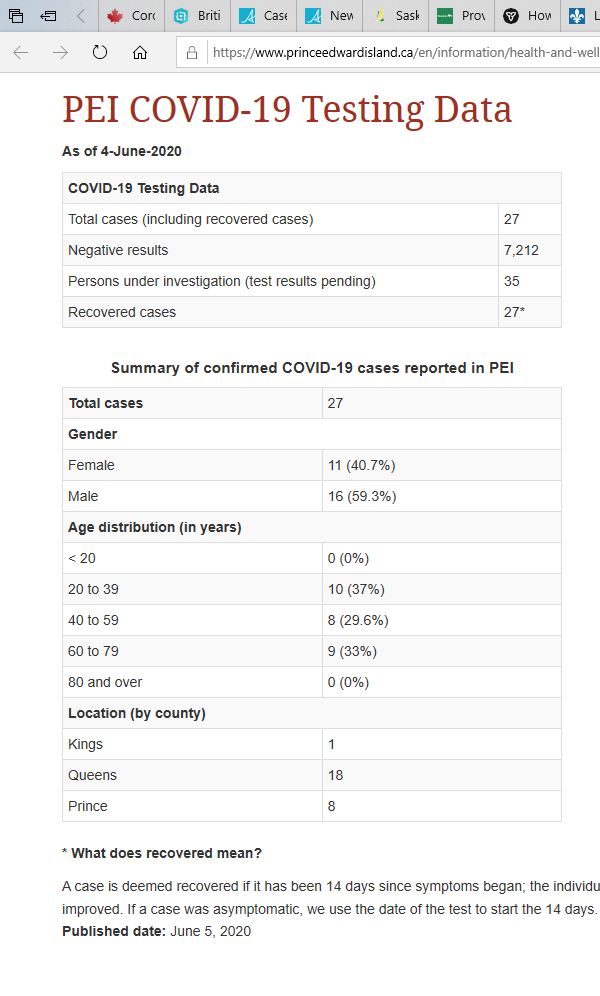 Cor
Briti
Case
New
Sask
Prov
How
L
https://www.princeedwardisland.ca/en/information/health-and-well
PEI COVID-19 Testing Data
As of 4-June-2020
COVID-19 Testing Data
Total cases (including recovered cases) 27
Negative results 7,212
Persons under investigation (test results pending) 35
Recovered cases 27*
Summary of confirmed COVID-19 cases reported in PEI
Total cases 27
Gender
Female 11 (40.7%)
Male 16 (59.3%)
Age distribution (in years)
< 20 0 (0%)
20 to 39 10 (37%)
40 to 59 8 (29.6%)
60 to 79 9 (33%)
80 and over 0 (0%)
Location (by county)
Kings 1
Queens 18
Prince 8
* What does recovered mean?
A case is deemed recovered if it has been 14 days since symptoms began; the individu
improved. If a case was asymptomatic, we use the date of the test to start the 14 days.
Published date: June 5, 2020